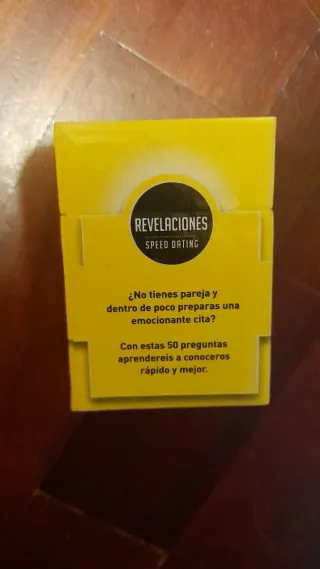 REVELACIONES
SPEED DATING
¿No tienes pareja y
dentro de poco preparas una
emocionante cita?
Con estas 50 preguntas
aprendereis a conoceros
rápido y mejor.